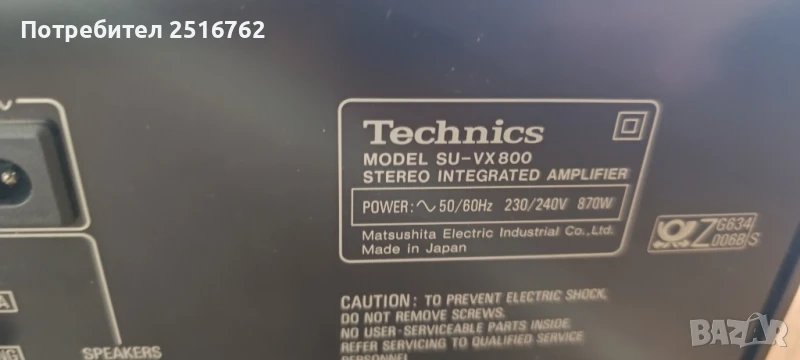 Потребител 2516762
Technics
MODEL SU-VX800
STEREO INTEGRATED AMPLIFIER
POWER: ∿ 50/60Hz 230/240V 870W
Matsushita Electric Industrial Co., Ltd.
Made in Japan
Z G634
006B/S
CAUTION: TO PREVENT ELECTRIC SHOCK,
DO NOT REMOVE SCREWS.
NO USER-SERVICEABLE PARTS INSIDE.
REFER SERVICING TO QUALIFIED SERVICE
PERSONNEL
A
SPEAKERS
BAZAR